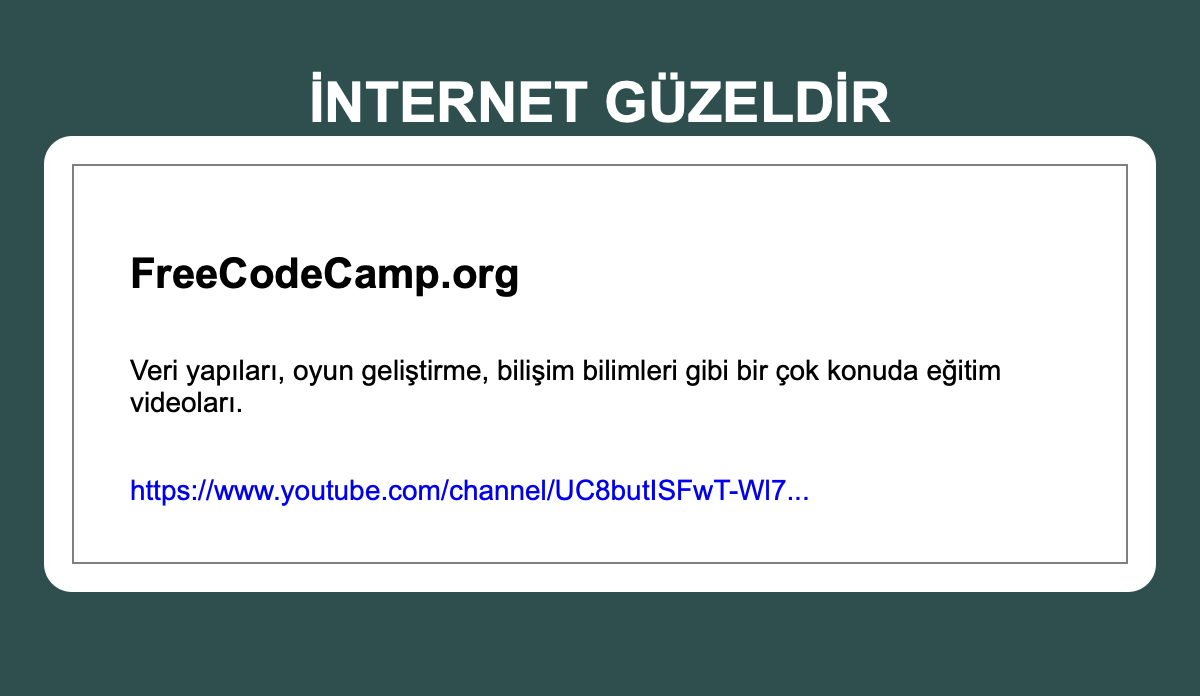 İNTERNET GÜZELDİR
FreeCodeCamp.org
Veri yapıları, oyun geliştirme, bilişim bilimleri gibi bir çok konuda eğitim
videoları.
https://www.youtube.com/channel/UC8butISFwT-Wl7...